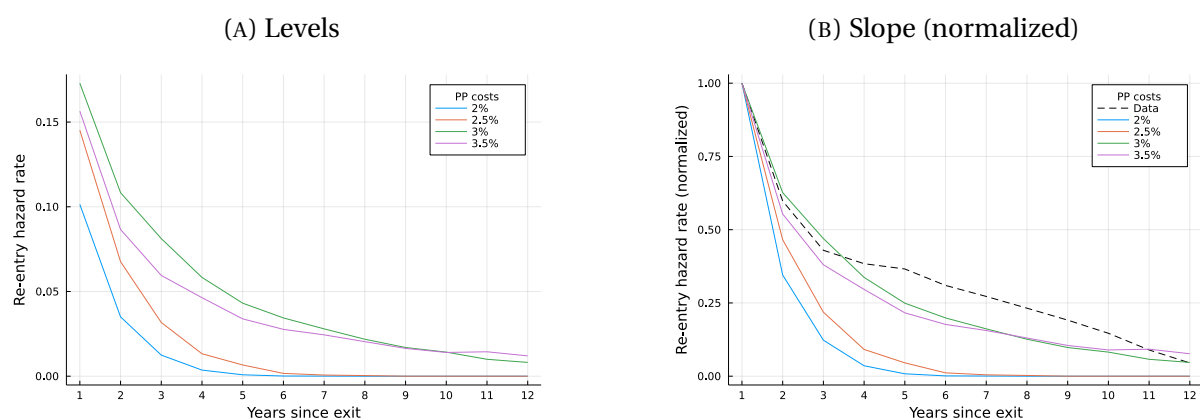 (A) Levels
Re-entry hazard rate
0.15
0.10
0.05
0.00
PP costs
2%
2.5%
3%
3.5%
1 2 3 4 5 6 7 8 9 10 11 12
Years since exit
(B) Slope (normalized)
Re-entry hazard rate (normalized)
1.00
0.75
0.50
0.25
0.00
PP costs
Data
2%
2.5%
3%
3.5%
1 2 3 4 5 6 7 8 9 10 11 12
Years since exit